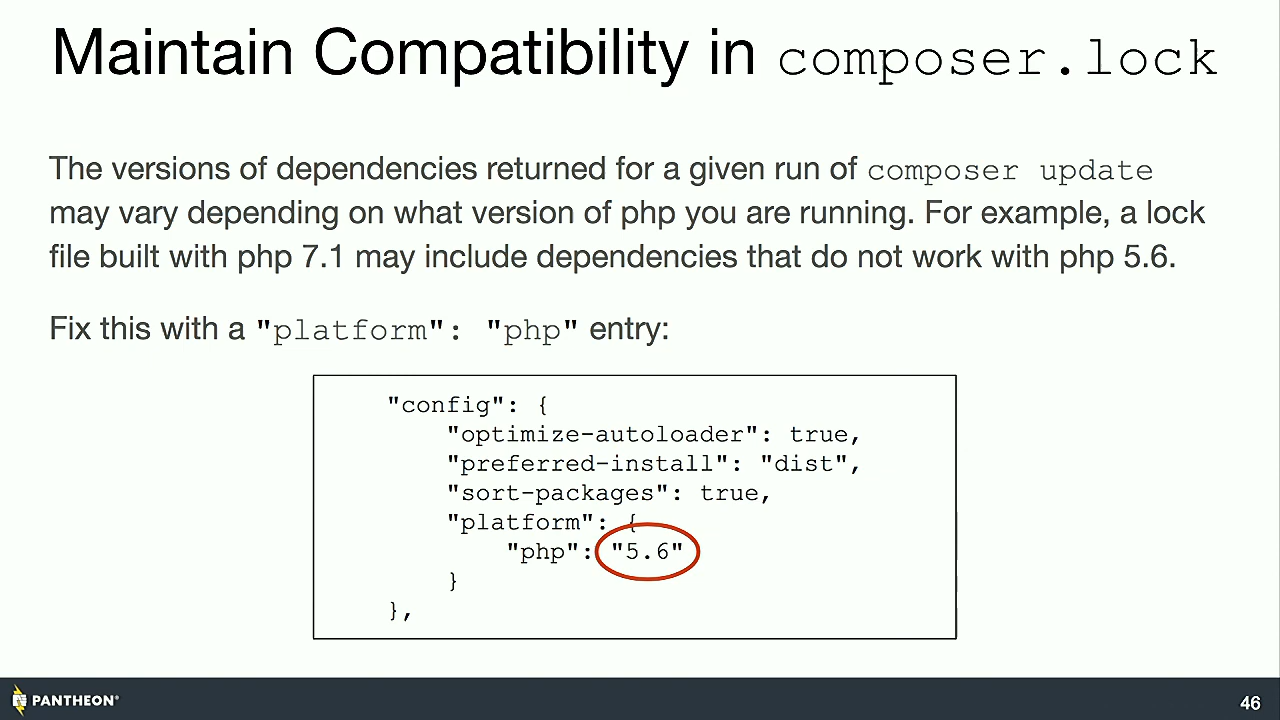 Maintain Compatibility in composer.lock
The versions of dependencies returned for a given run of composer update
may vary depending on what version of php you are running. For example, a lock
file built with php 7.1 may include dependencies that do not work with php 5.6.
Fix this with a "platform": "php" entry:
"config": {
"optimize-autoloader": true,
"preferred-install": "dist",
"sort-packages": true,
"platform": {
"php": "5.6"
}
},
PANTHEON®
46